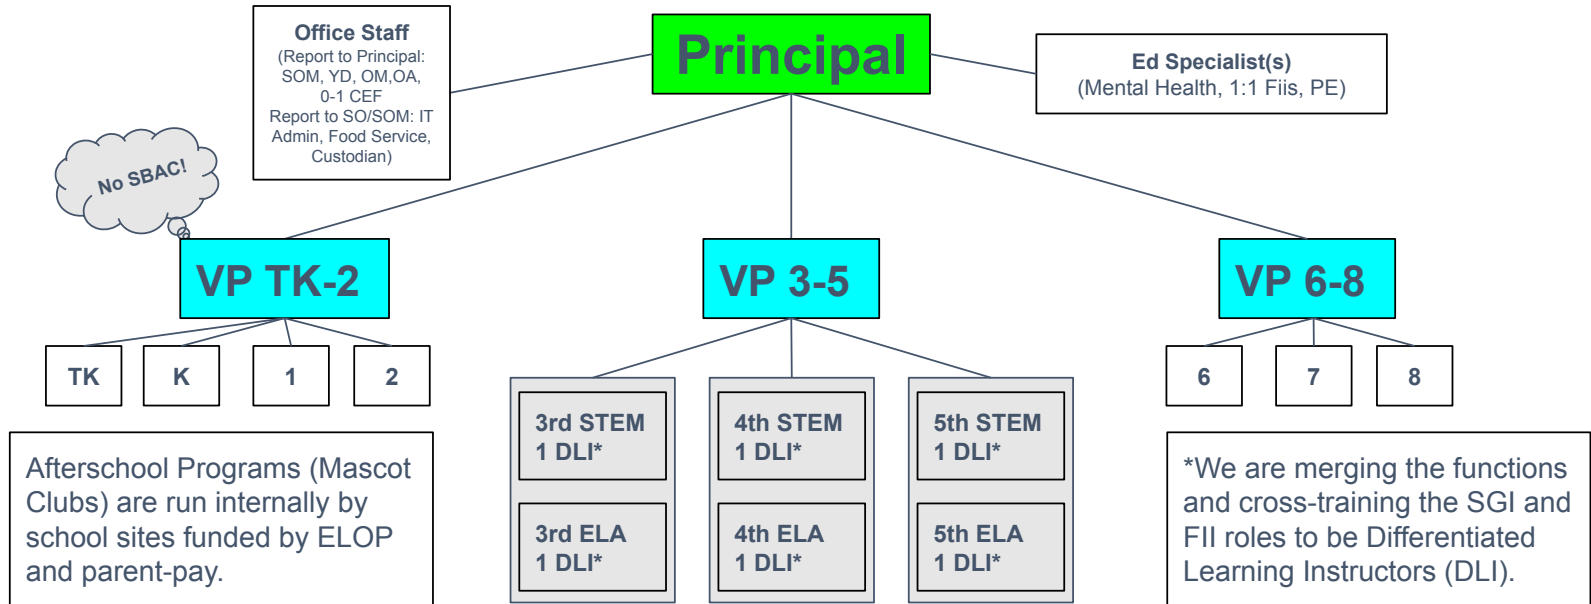 Office Staff
(Report to Principal:
SOM, YD, OM,OA,
0-1 CEF
Report to SO/SOM: IT
Admin, Food Service,
Custodian)
Principal
Ed Specialist(s)
(Mental Health, 1:1 Fiis, PE)
No SBAC!
VP TK-2
VP 3-5
VP 6-8
TK
K
1
2
3rd STEM
1 DLI*
3rd ELA
1 DLI*
4th STEM
1 DLI*
4th ELA
1 DLI*
5th STEM
1 DLI*
5th ELA
1 DLI*
6
7
8
Afterschool Programs (Mascot
Clubs) are run internally by
school sites funded by ELOP
and parent-pay.
*We are merging the functions
and cross-training the SGI and
FII roles to be Differentiated
Learning Instructors (DLI).